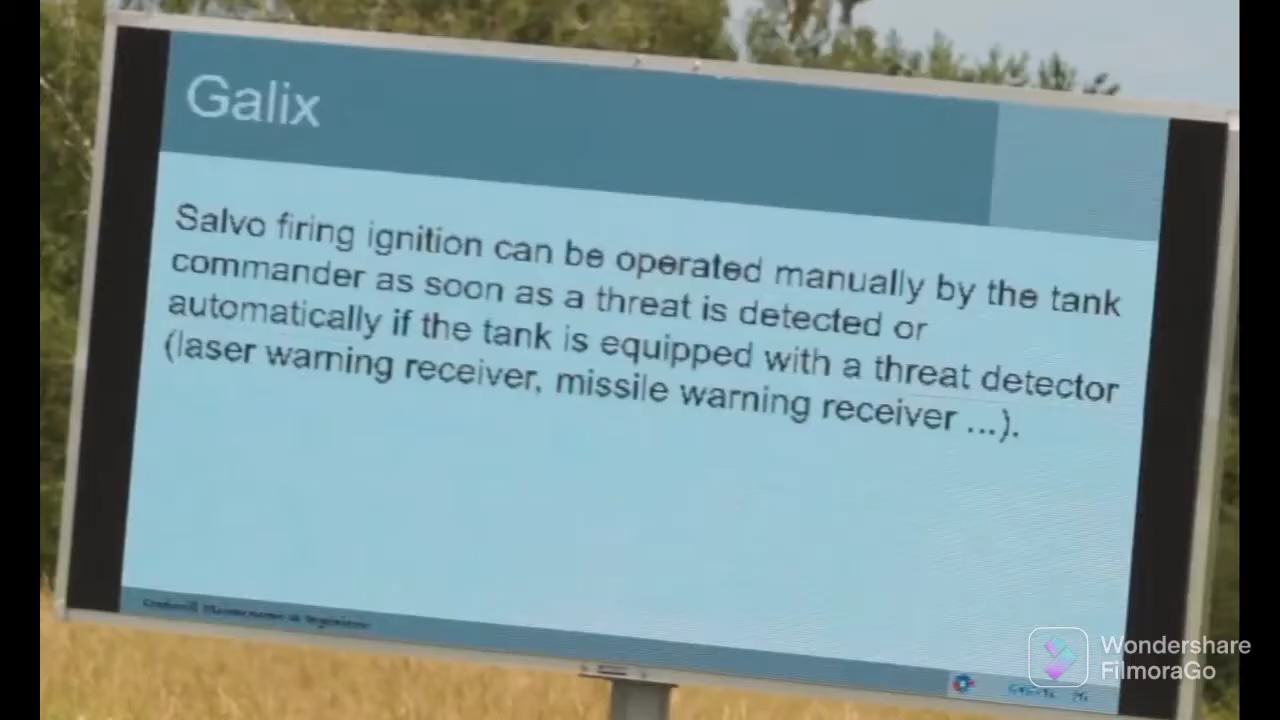 Galix
Salvo firing ignition can be operated manually by the tank
commander as soon as a threat is detected or
automatically if the tank is equipped with a threat detector
(laser warning receiver, missile warning receiver ...).
Wondershare
FilmoraGo